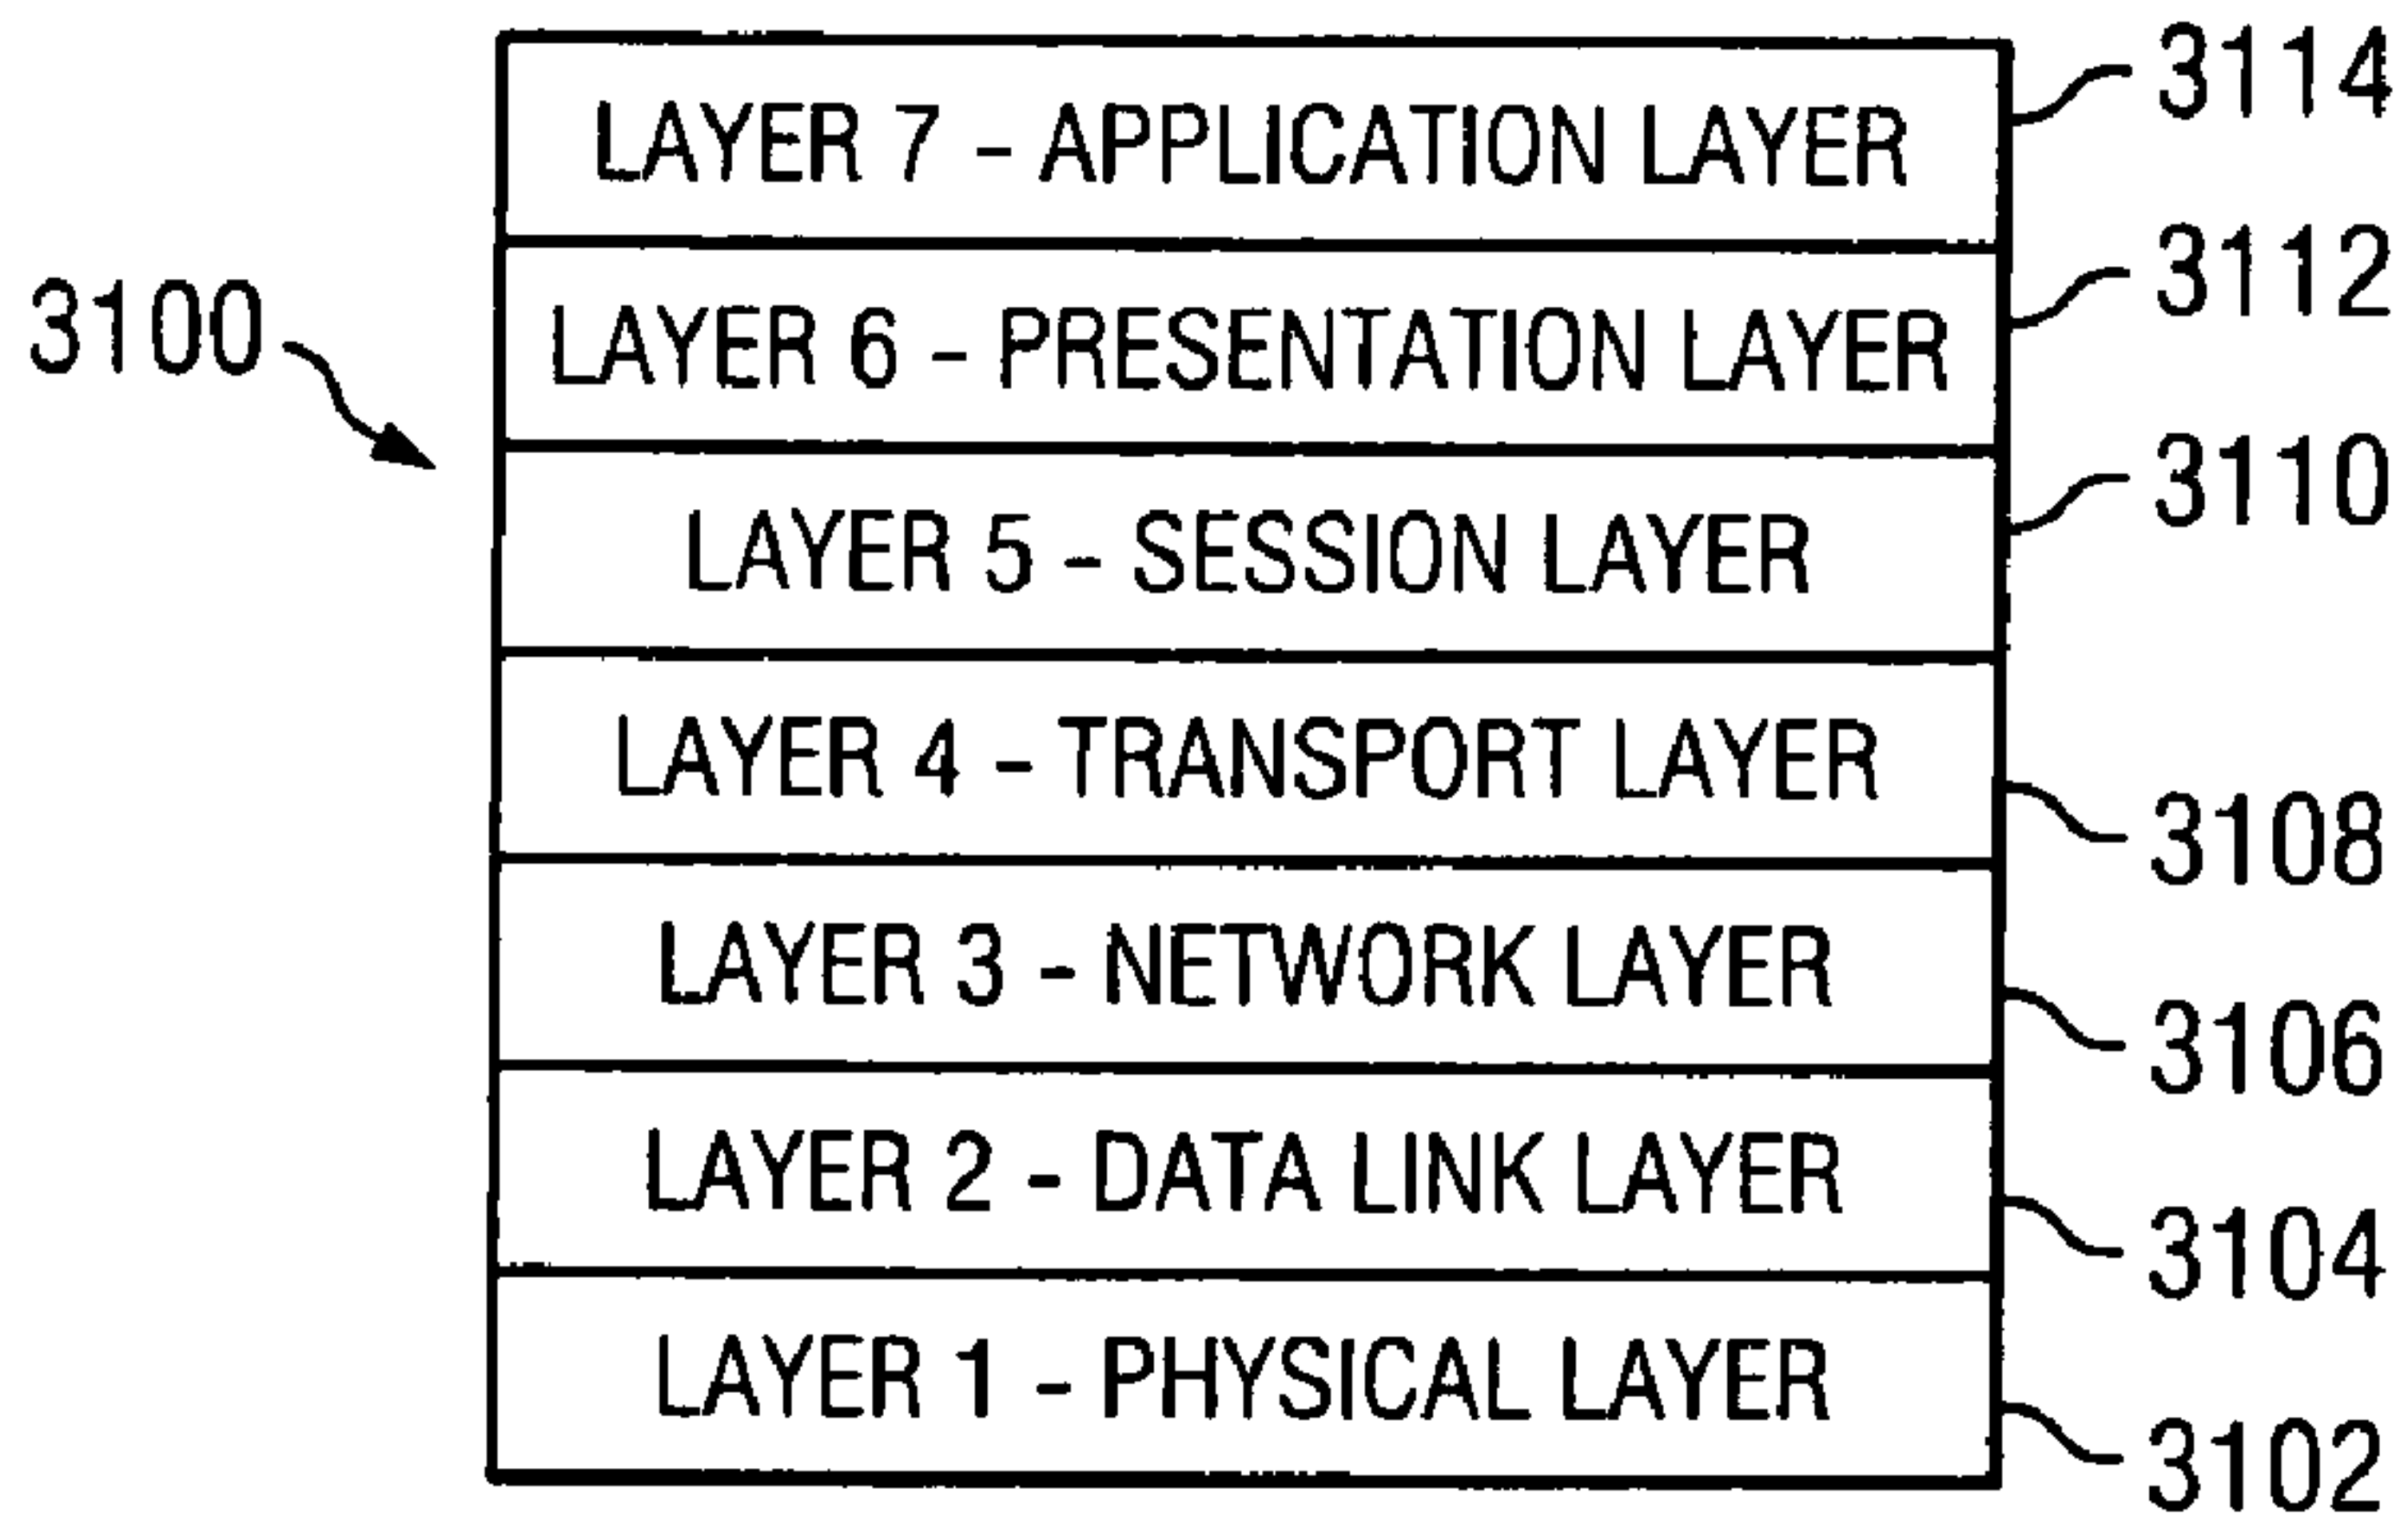 3114
LAYER 7 - APPLICATION LAYER
3112
3100
LAYER 6 - PRESENTATION LAYER
3110
LAYER 5 - SESSION LAYER
LAYER 4 - TRANSPORT LAYER
3108
LAYER 3 - NETWORK LAYER
3106
LAYER 2 - DATA LINK LAYER
3104
LAYER 1 - PHYSICAL LAYER
3102